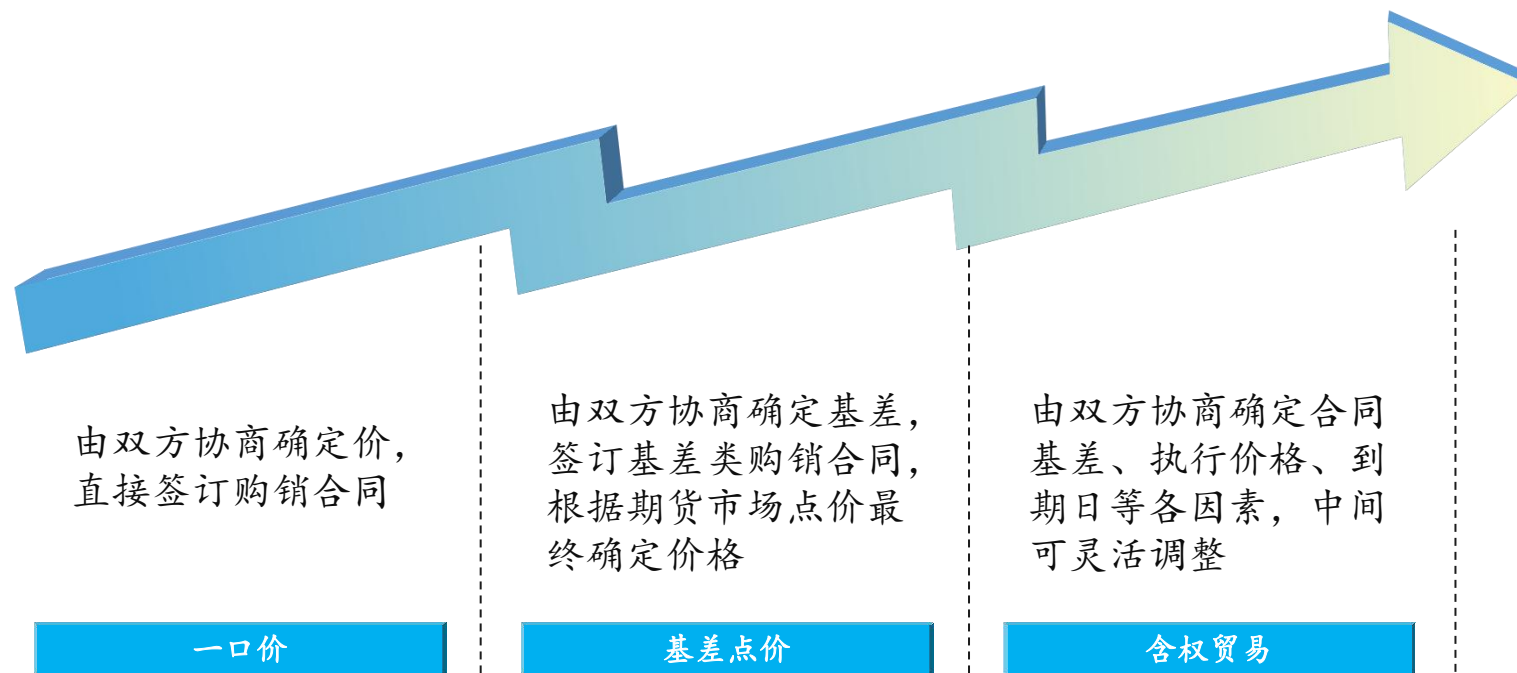 由双方协商确定价，
直接签订购销合同
由双方协商确定基差，
签订基差类购销合同，
根据期货市场点价最
终确定价格
由双方协商确定合同
基差、执行价格、到
期日等各因素，中间
可灵活调整
一口价
基差点价
含权贸易